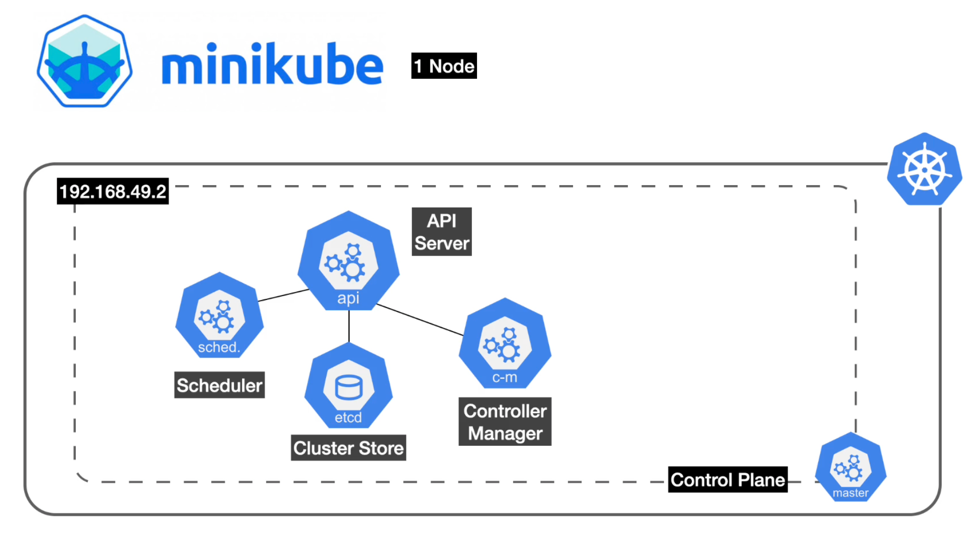 minikube
1 Node
192.168.49.2
API
Server
api
sched.
Scheduler
c-m
etcd
Controller
Manager
Cluster Store
Control Plane
master